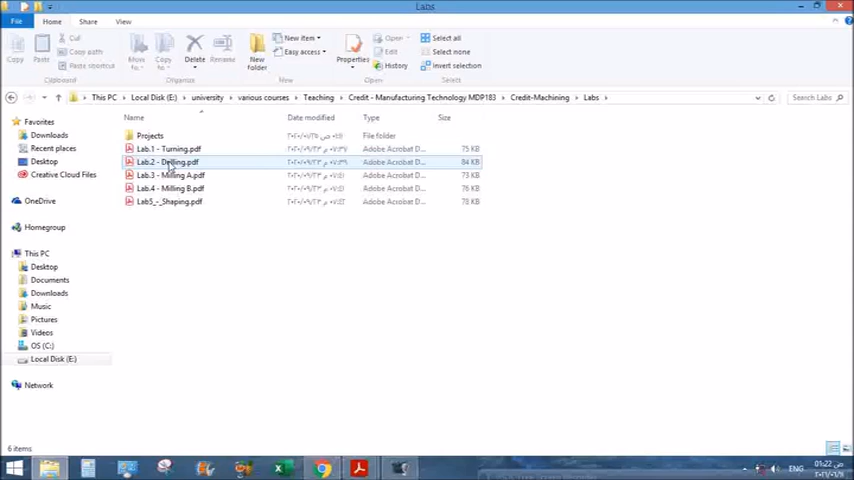 Labs
File Home Share View
Cut
Copy path
Paste shortcut
Copy Paste
Clipboard
Move to Copy to Delete Rename
Organize
New folder
New item
Easy access
New
Properties
Open
Edit
History
Open
Select all
Select none
Invert selection
Select
This PC Local Disk (E:) university various courses Teaching Credit - Manufacturing Technology MDP183 Credit-Machining Labs
Search Labs
Name Date modified Type Size
Projects File folder
Lab.1 - Turning.pdf Adobe Acrobat D... 75 KB
Lab.2 - Drilling.pdf Adobe Acrobat D... 84 KB
Lab.3 - Milling A.pdf Adobe Acrobat D... 73 KB
Lab.4 - Milling B.pdf Adobe Acrobat D... 76 KB
Lab5_-_Shaping.pdf Adobe Acrobat D... 78 KB
Favorites
Downloads
Recent places
Desktop
Creative Cloud Files
OneDrive
Homegroup
This PC
Desktop
Documents
Downloads
Music
Pictures
Videos
OS (C:)
Local Disk (E:)
Network
6 items
ENG
01:22 ص